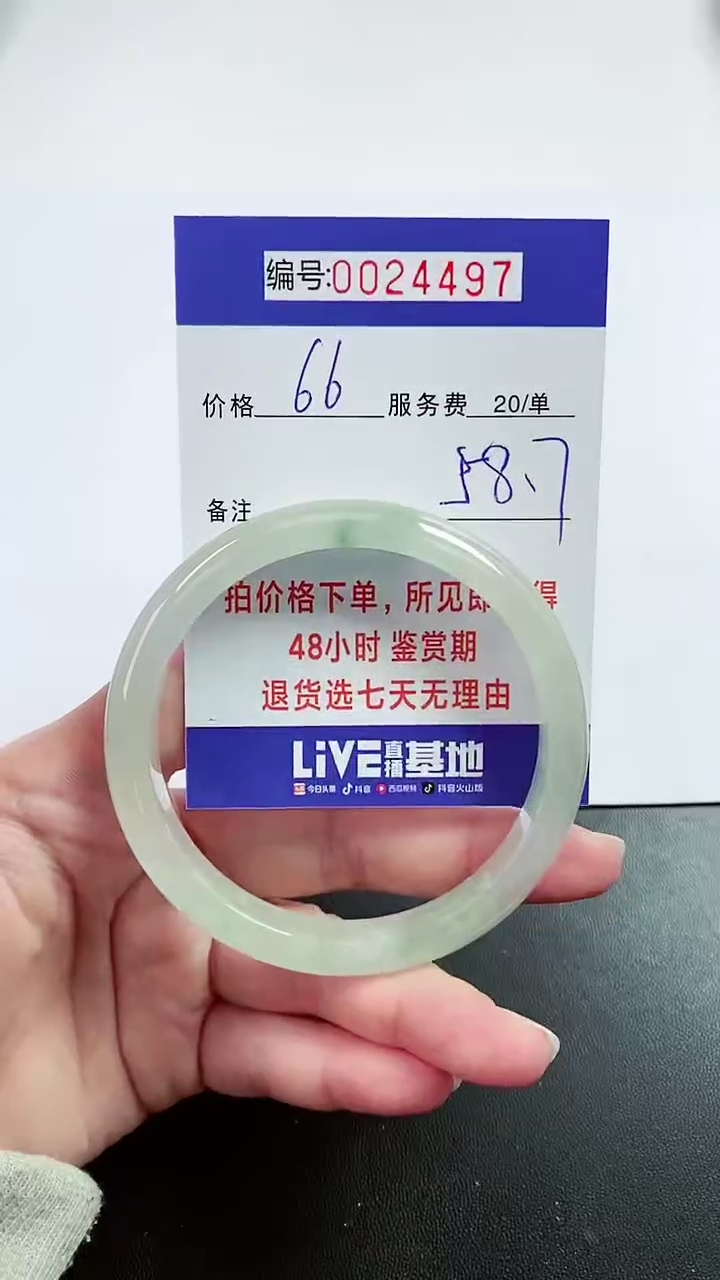 编号:0024497
价格 66 服务费 20/单
58.7
备注
拍价格下单，所见即 得
48小时 鉴赏期
退货选七天无理由
LiVE直播基地
今日头条 抖音 西瓜视频 抖音火山版